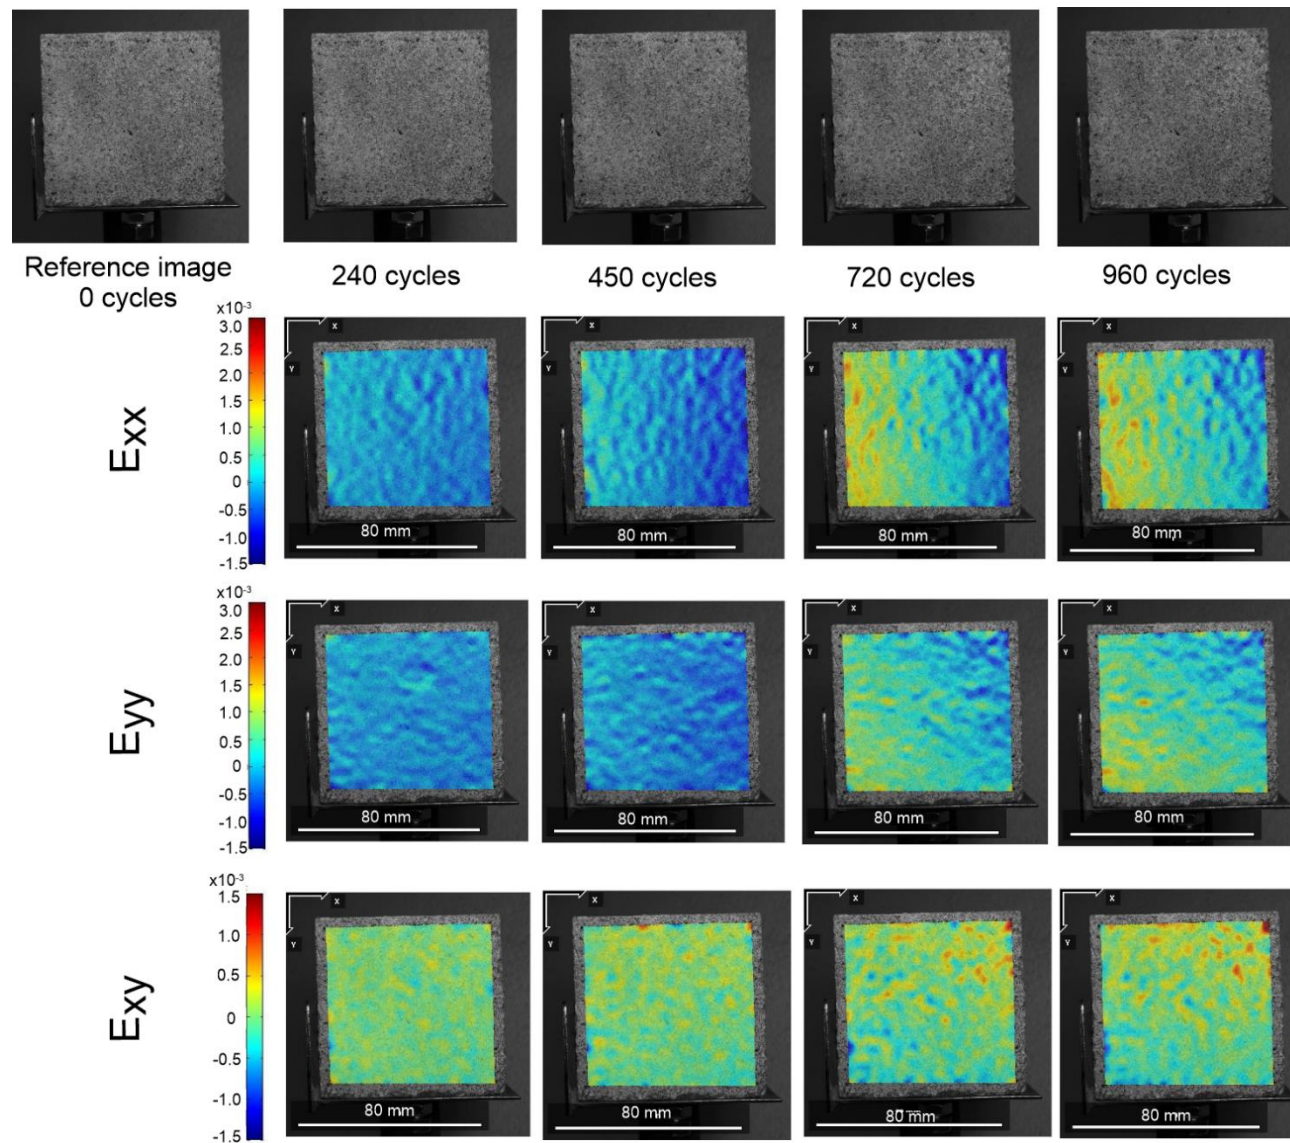 Reference image
0 cycles
240 cycles
450 cycles
720 cycles
960 cycles
Exx
x10⁻³
3.0
2.5
2.0
1.5
1.0
0.5
0
-0.5
-1.0
-1.5
X
Y
80 mm
X
Y
80 mm
X
Y
80 mm
X
Y
80 mm
Eyy
x10⁻³
3.0
2.5
2.0
1.5
1.0
0.5
0
-0.5
-1.0
-1.5
X
Y
80 mm
X
Y
80 mm
X
Y
80 mm
X
Y
80 mm
Exy
x10⁻³
1.5
1.0
0.5
0
-0.5
-1.0
-1.5
X
Y
80 mm
X
Y
80 mm
X
Y
80 mm
X
Y
80 mm